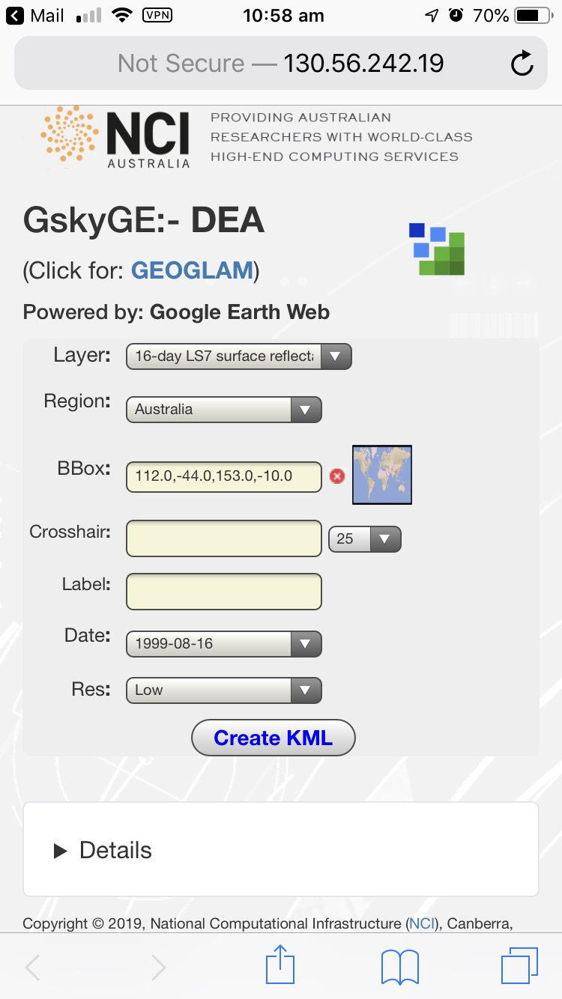 Mail VPN 10:58 am 70%
Not Secure — 130.56.242.19
NCI
AUSTRALIA
PROVIDING AUSTRALIAN
RESEARCHERS WITH WORLD-CLASS
HIGH-END COMPUTING SERVICES
GskyGE:- DEA
(Click for: GEOGLAM)
Powered by: Google Earth Web
Layer: 16-day LS7 surface reflecta
Region: Australia
BBox: 112.0,-44.0,153.0,-10.0
Crosshair: 25
Label:
Date: 1999-08-16
Res: Low
Create KML
Details
Copyright © 2019, National Computational Infrastructure (NCI), Canberra,